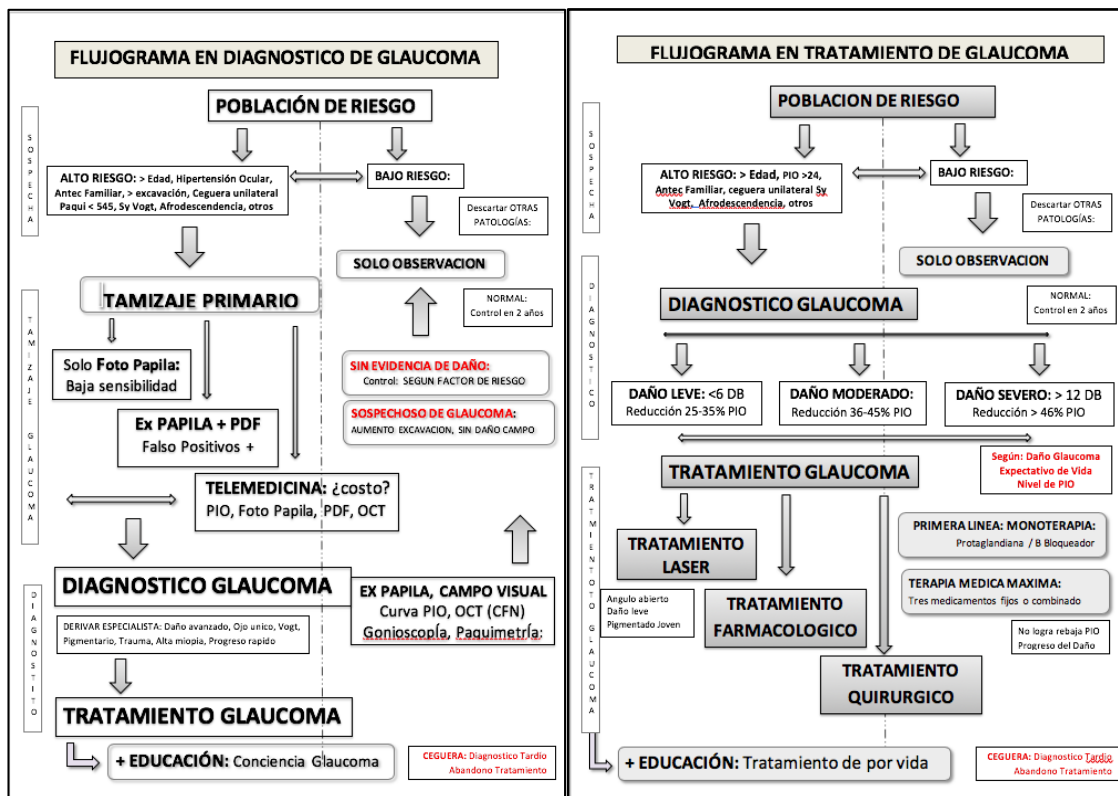 FLUJOGRAMA EN DIAGNOSTICO DE GLAUCOMA
POBLACIÓN DE RIESGO
SOSPECHA
ALTO RIESGO: > Edad, Hipertensión Ocular,
Antec Familiar, > excavación, Ceguera unilateral
Paqui < 545, Sy Vogt, Afrodescendencia, otros
BAJO RIESGO:
Descartar OTRAS
PATOLOGÍAS:
SOLO OBSERVACION
TAMIZAJE GLAUCOMA
TAMIZAJE PRIMARIO
NORMAL:
Control en 2 años
Solo Foto Papila:
Baja sensibilidad
SIN EVIDENCIA DE DAÑO:
Control: SEGUN FACTOR DE RIESGO
SOSPECHOSO DE GLAUCOMA:
AUMENTO EXCAVACION, SIN DAÑO CAMPO
Ex PAPILA + PDF
Falso Positivos +
TELEMEDICINA: ¿costo?
PIO, Foto Papila, PDF, OCT
DIAGNOSTITO
DIAGNOSTICO GLAUCOMA
EX PAPILA, CAMPO VISUAL
Curva PIO, OCT (CFN)
Gonioscopía, Paquimetría:
DERIVAR ESPECIALISTA: Daño avanzado, Ojo unico, Vogt,
Pigmentario, Trauma, Alta miopia, Progreso rapido
TRATAMIENTO GLAUCOMA
+ EDUCACIÓN: Conciencia Glaucoma
CEGUERA: Diagnostico Tardio
Abandono Tratamiento
FLUJOGRAMA EN TRATAMIENTO DE GLAUCOMA
POBLACION DE RIESGO
SOSPECHA
ALTO RIESGO: > Edad, PIO >24,
Antec Familiar, ceguera unilateral Sy
Vogt, Afrodescendencia, otros
BAJO RIESGO:
Descartar OTRAS
PATOLOGÍAS:
SOLO OBSERVACION
DIAGNOSTICO
DIAGNOSTICO GLAUCOMA
NORMAL:
Control en 2 años
DAÑO LEVE: <6 DB
Reducción 25-35% PIO
DAÑO MODERADO:
Reducción 36-45% PIO
DAÑO SEVERO: > 12 DB
Reducción > 46% PIO
Según: Daño Glaucoma
Expectativo de Vida
Nivel de PIO
TRATAMIENTOTO GLAUCOMA
TRATAMIENTO GLAUCOMA
PRIMERA LINEA: MONOTERAPIA:
Protaglandiana / B Bloqueador
TRATAMIENTO
LASER
TERAPIA MEDICA MAXIMA:
Tres medicamentos fijos o combinado
Angulo abierto
Daño leve
Pigmentado Joven
TRATAMIENTO
FARMACOLOGICO
No logra rebaja PIO
Progreso del Daño
TRATAMIENTO
QUIRURGICO
+ EDUCACIÓN: Tratamiento de por vida
CEGUERA: Diagnostico Tardio
Abandono Tratamiento